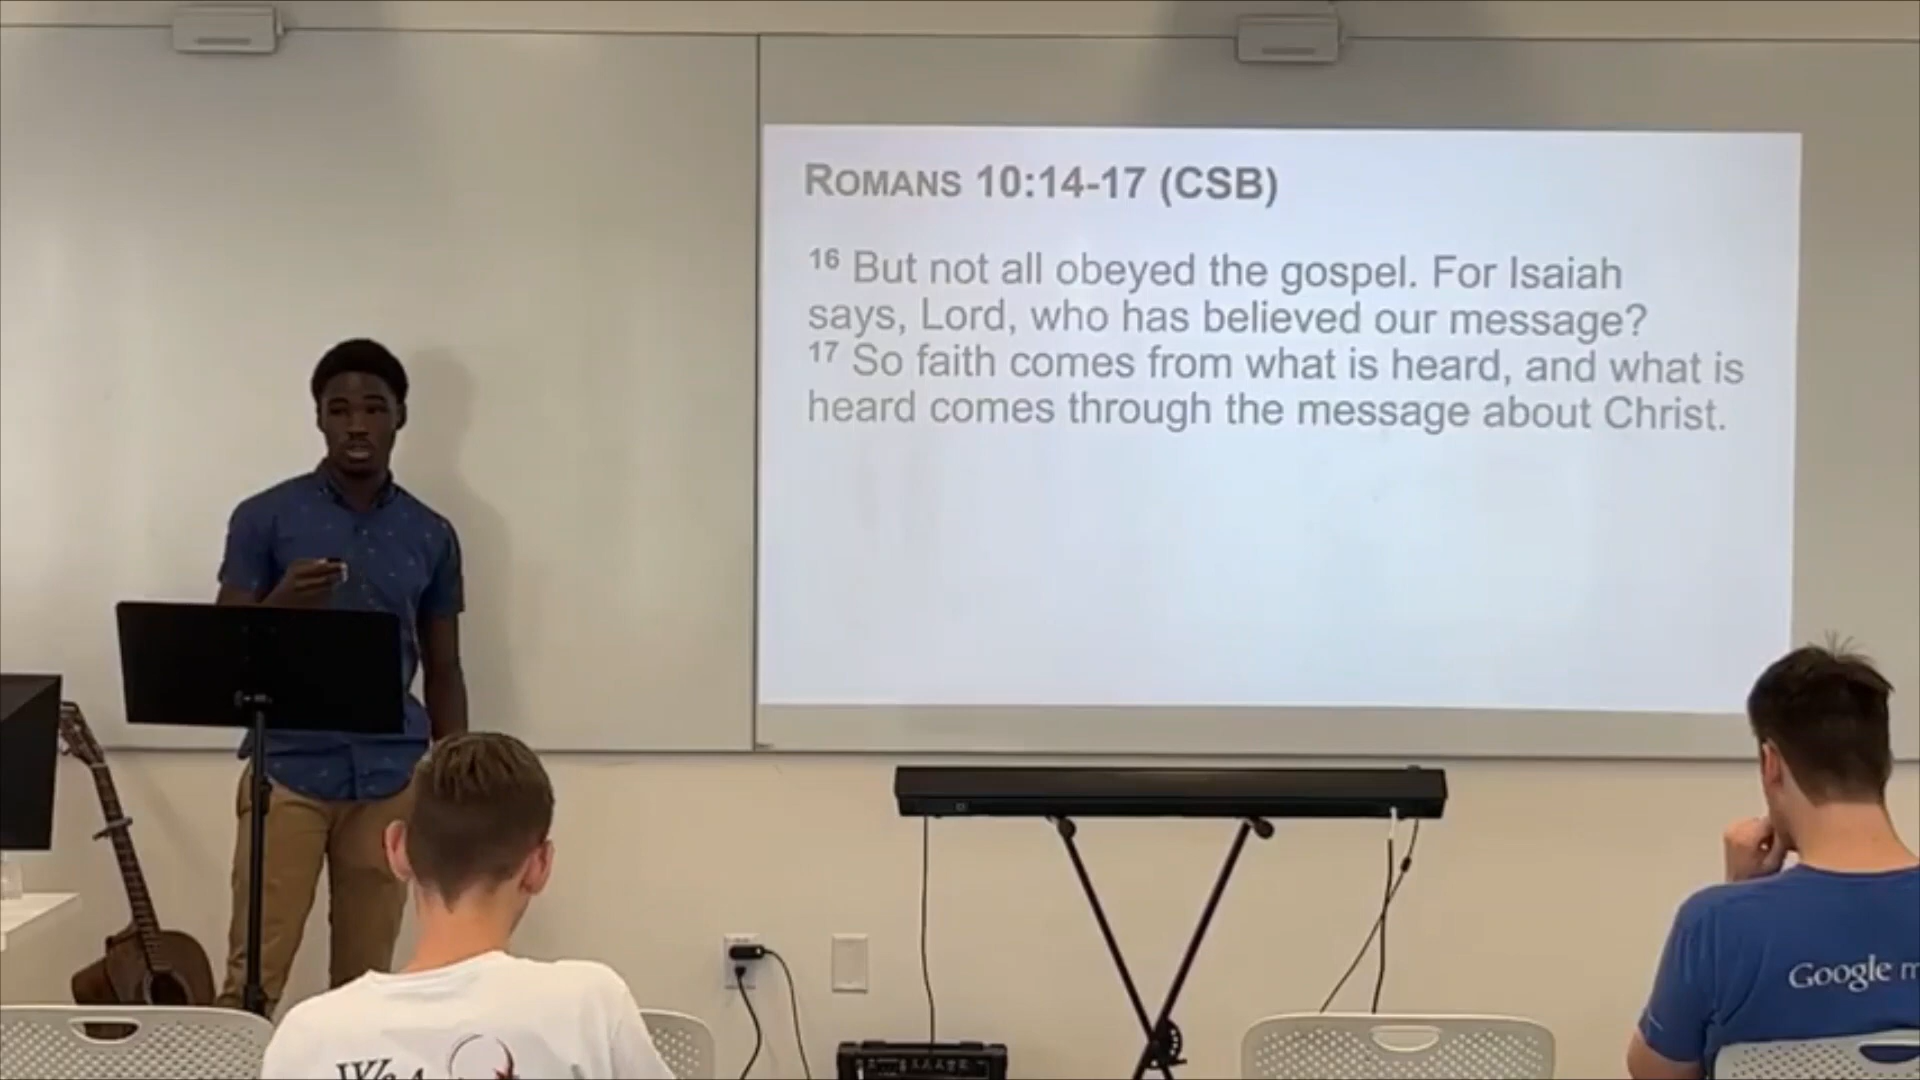 ROMANS 10:14-17 (CSB)
16 But not all obeyed the gospel. For Isaiah
says, Lord, who has believed our message?
17 So faith comes from what is heard, and what is
heard comes through the message about Christ.
Google
We